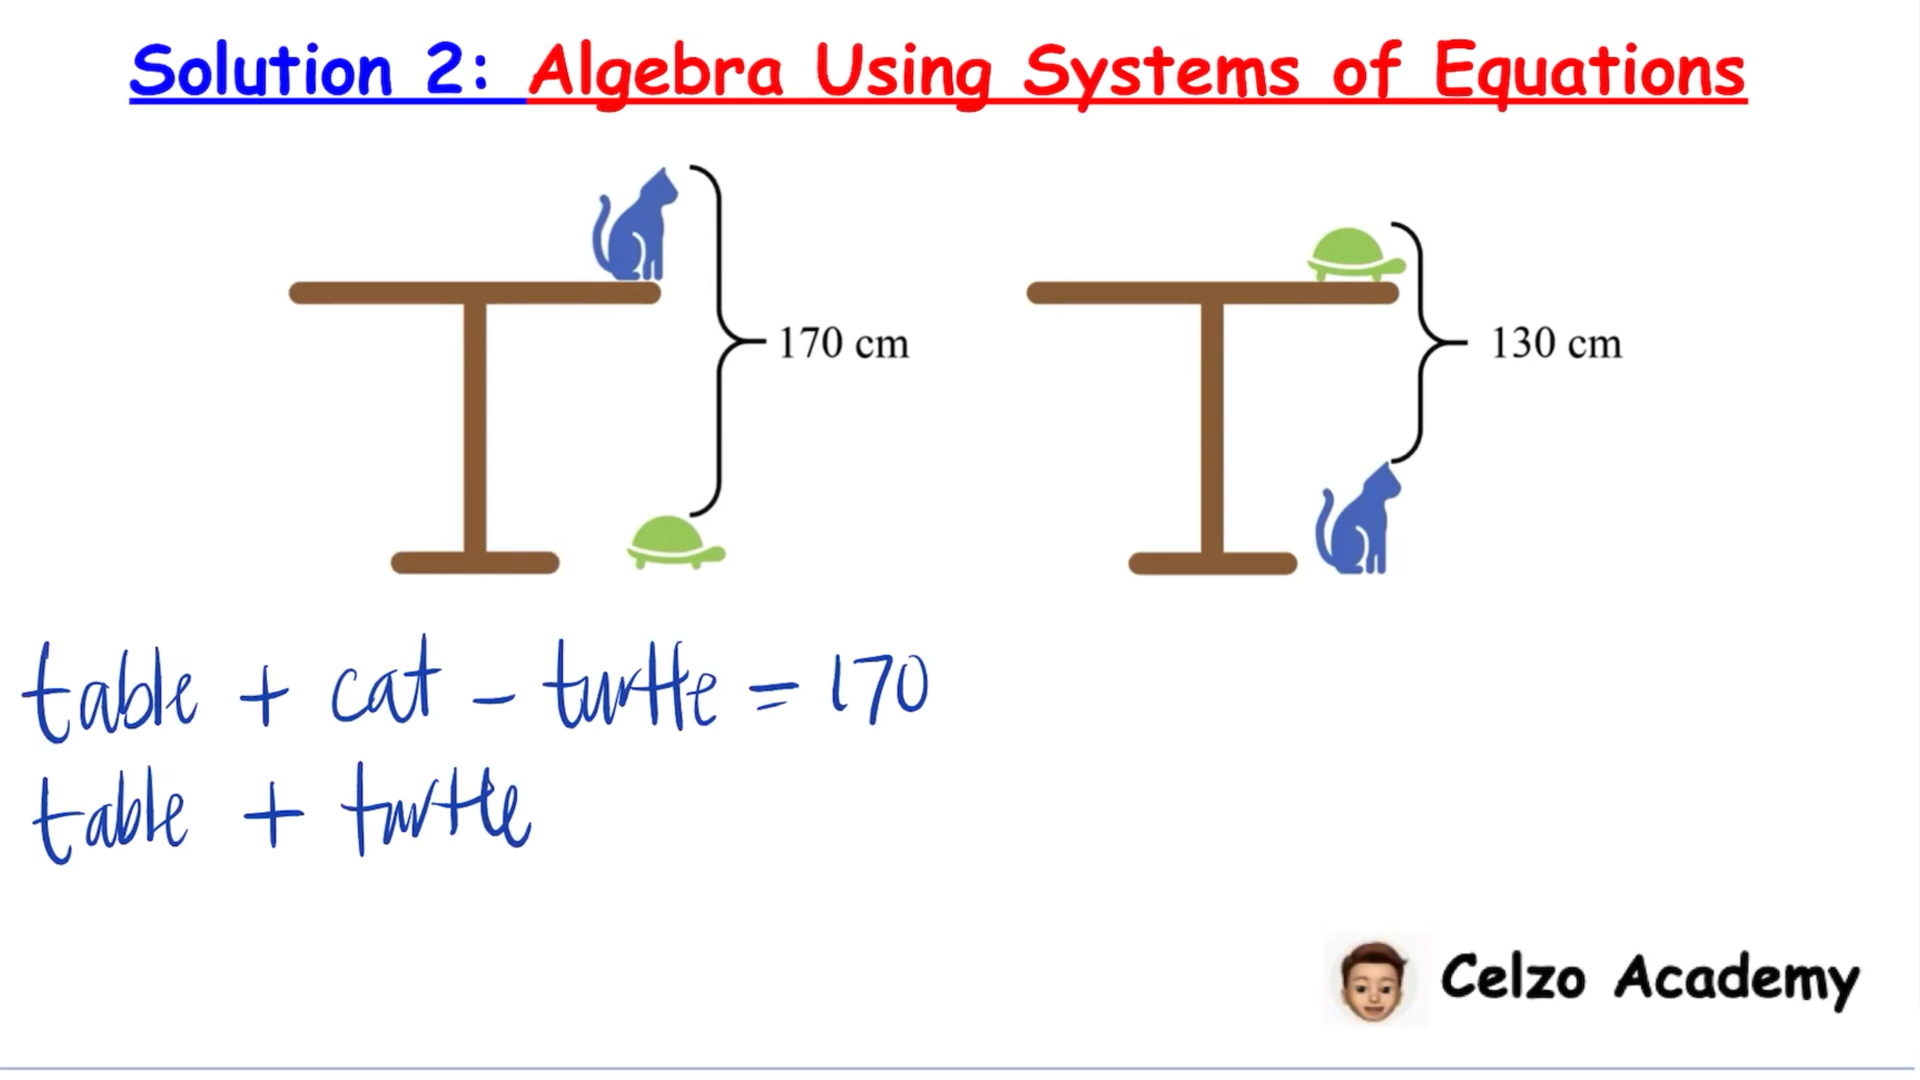 Solution 2: Algebra Using Systems of Equations
170 cm
130 cm
table + cat - turtle = 170
table + turtle
Celzo Academy